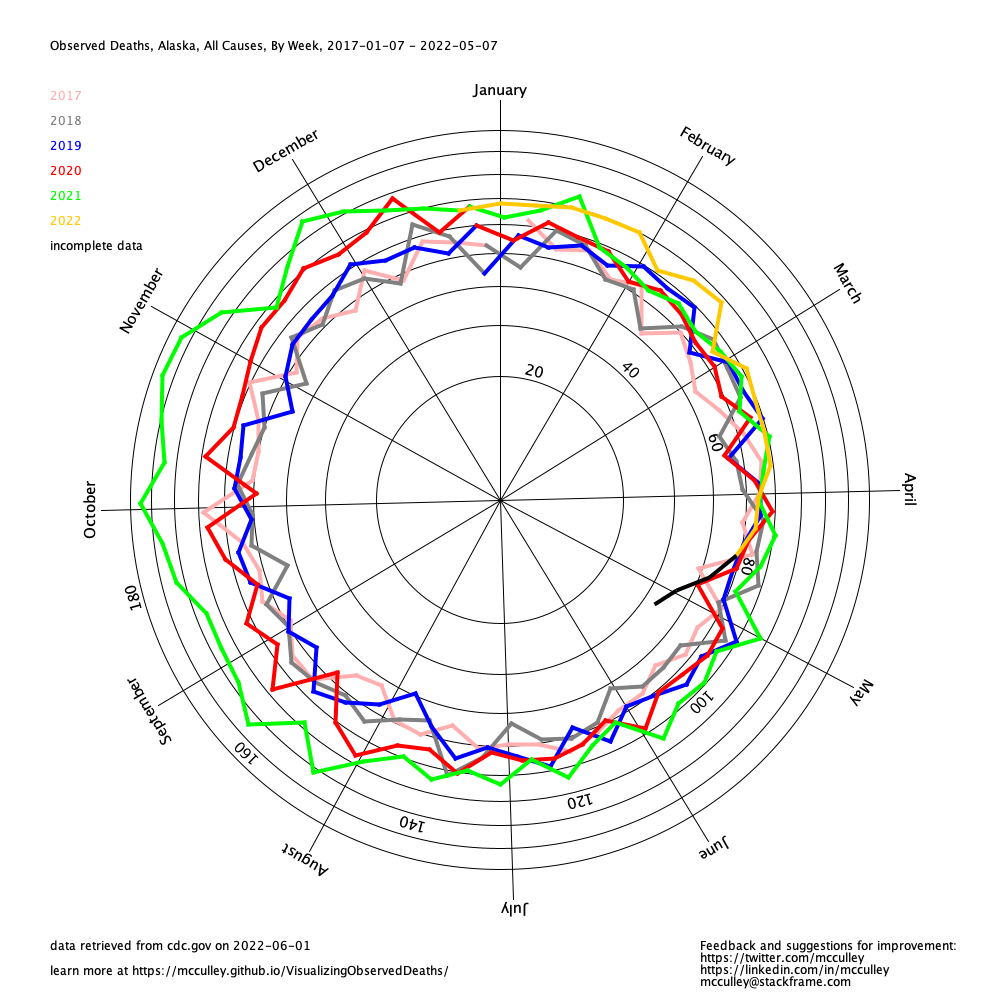 Observed Deaths, Alaska, All Causes, By Week, 2017-01-07 - 2022-05-07
January
2017
2018
2019
2020
2021
2022
incomplete data
December
February
November
March
20
40
60
April
October
80
180
September
May
100
160
120
140
August
June
July
data retrieved from cdc.gov on 2022-06-01
learn more at https://mcculley.github.io/VisualizingObservedDeaths/
Feedback and suggestions for improvement:
https://twitter.com/mcculley
https://linkedin.com/in/mcculley
mcculley@stackframe.com